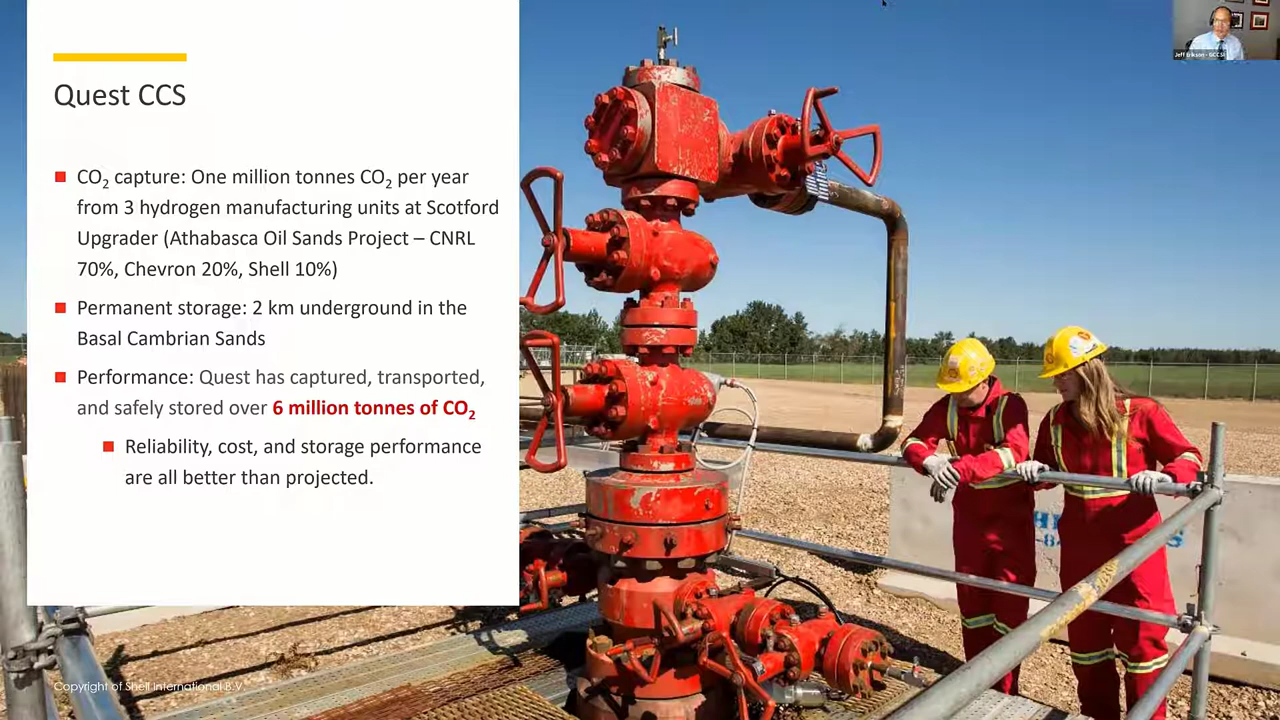 Quest CCS
CO₂ capture: One million tonnes CO₂ per year
from 3 hydrogen manufacturing units at Scotford
Upgrader (Athabasca Oil Sands Project – CNRL
70%, Chevron 20%, Shell 10%)
Permanent storage: 2 km underground in the
Basal Cambrian Sands
Performance: Quest has captured, transported,
and safely stored over 6 million tonnes of CO₂
Reliability, cost, and storage performance
are all better than projected.
Copyright of Shell International B.V.
Jeff Erikson - GCCSI